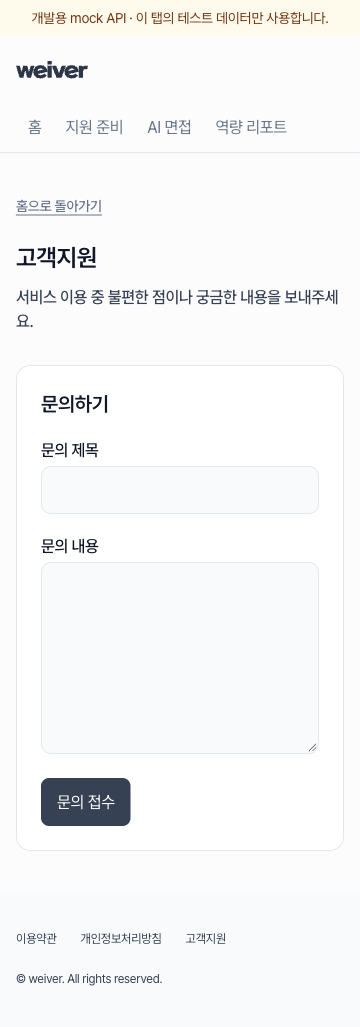 개발용 mock API · 이 탭의 테스트 데이터만 사용합니다.
weiver
홈 지원 준비 AI 면접 역량 리포트
홈으로 돌아가기
고객지원
서비스 이용 중 불편한 점이나 궁금한 내용을 보내주세
요.
문의하기
문의 제목
문의 내용
문의 접수
이용약관 개인정보처리방침 고객지원
© weiver. All rights reserved.